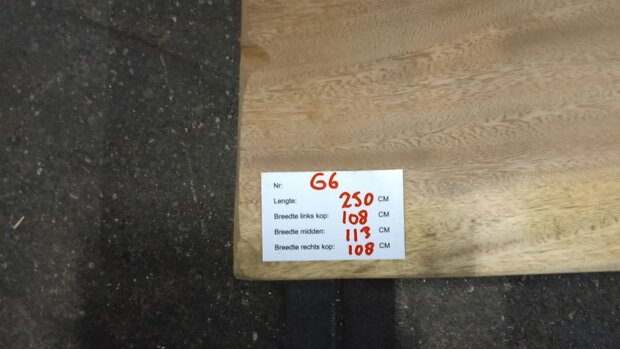 Nr: G6
Lengte: 250 CM
Breedte links kop: 108 CM
Breedte midden: 113 CM
Breedte rechts kop: 108 CM